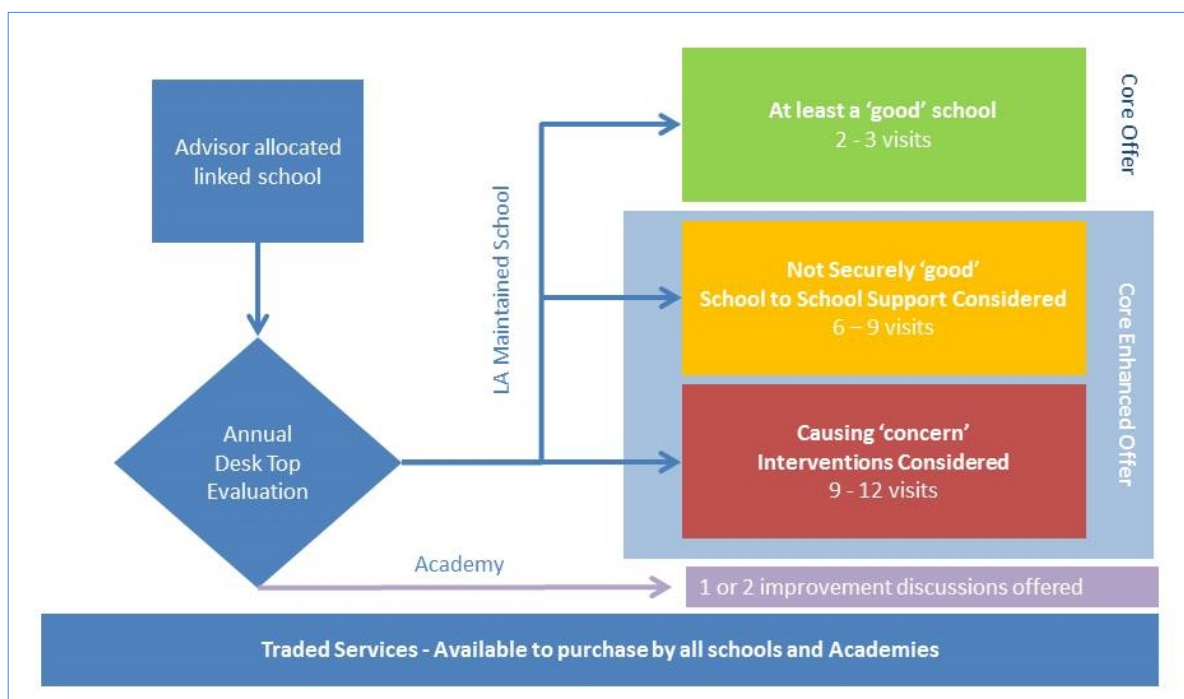 Advisor allocated
linked school
Annual
Desk Top
Evaluation
LA Maintained School
At least a ‘good’ school
2 - 3 visits
Core Offer
Not Securely ‘good’
School to School Support Considered
6 – 9 visits
Causing ‘concern’
Interventions Considered
9 - 12 visits
Core Enhanced Offer
Academy
1 or 2 improvement discussions offered
Traded Services - Available to purchase by all schools and Academies